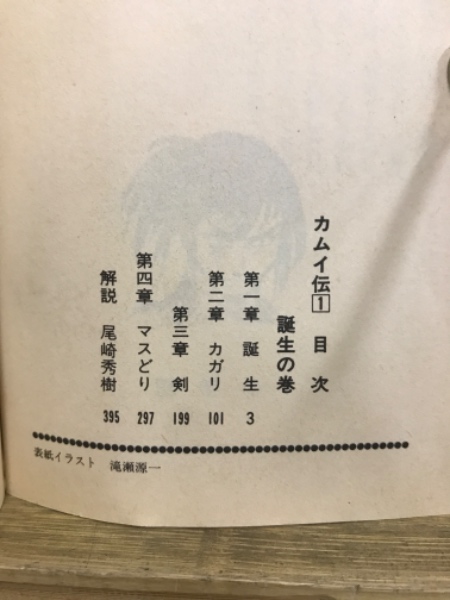 カムイ伝1 目次
誕生の巻
第一章 誕生 3
第二章 カガリ 101
第三章 剣 199
第四章 マスどり 297
解説 尾崎秀樹 395
表紙イラスト 滝瀬源一